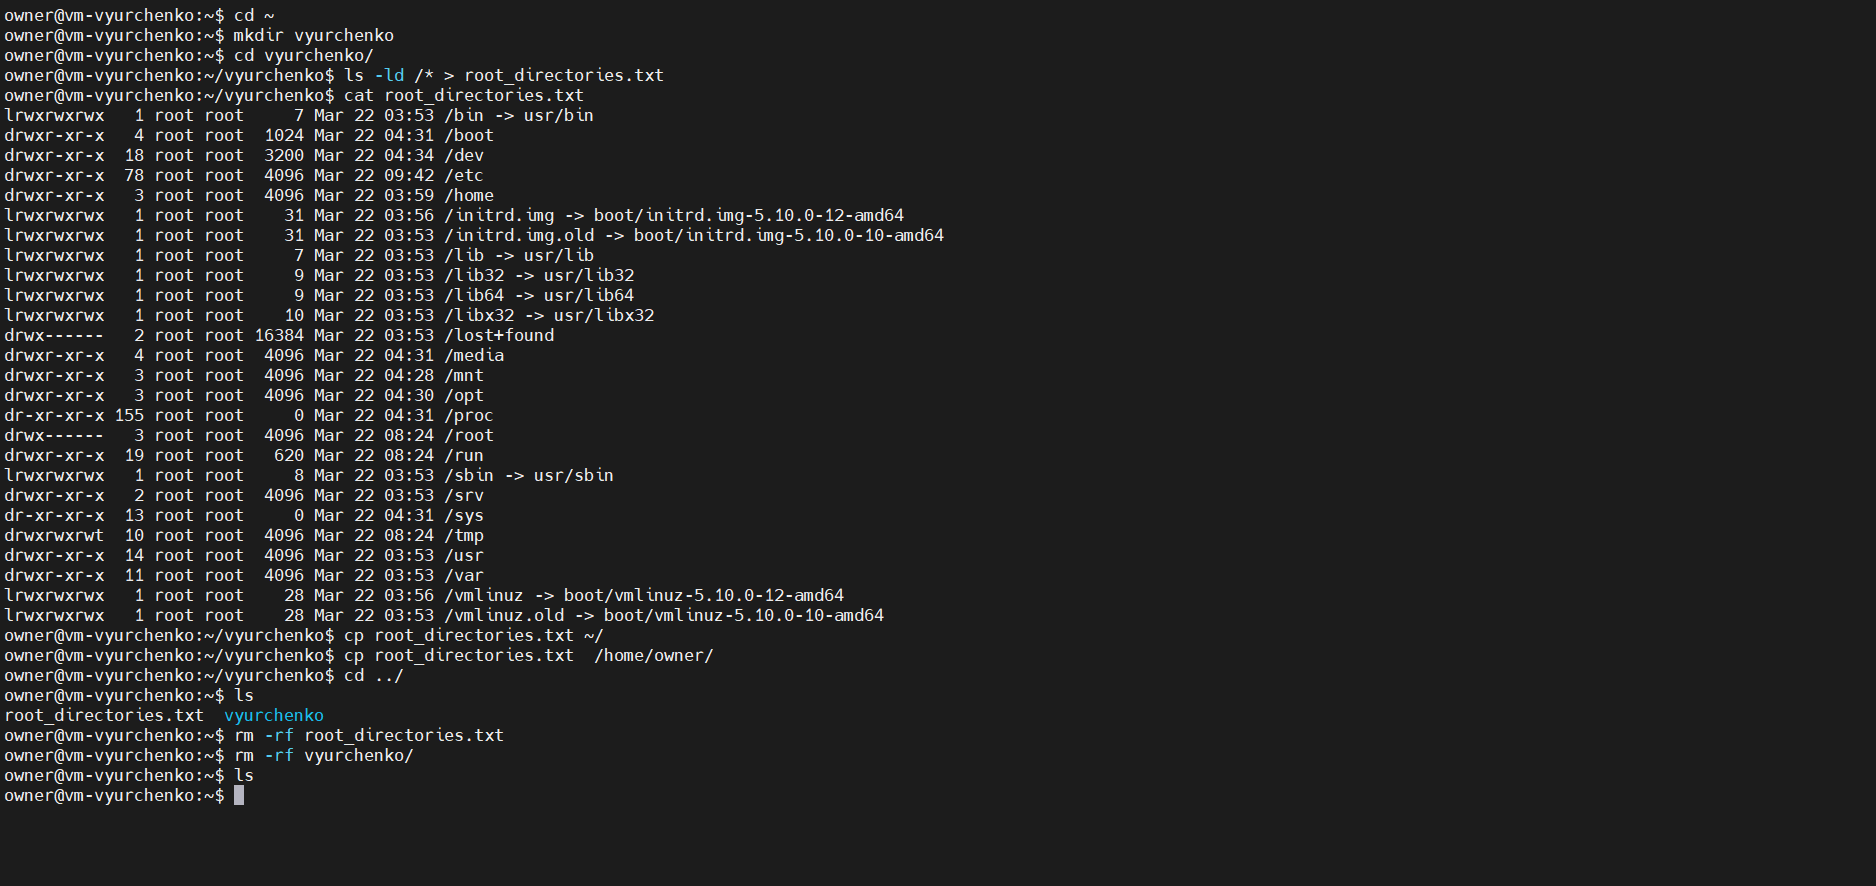 owner@vm-vyurchenko:~$ cd ~
owner@vm-vyurchenko:~$ mkdir vyurchenko
owner@vm-vyurchenko:~$ cd vyurchenko/
owner@vm-vyurchenko:~/vyurchenko$ ls -ld /* > root_directories.txt
owner@vm-vyurchenko:~/vyurchenko$ cat root_directories.txt
lrwxrwxrwx   1 root root     7 Mar 22 03:53 /bin -> usr/bin
drwxr-xr-x   4 root root  1024 Mar 22 04:31 /boot
drwxr-xr-x  18 root root  3200 Mar 22 04:34 /dev
drwxr-xr-x  78 root root  4096 Mar 22 09:42 /etc
drwxr-xr-x   3 root root  4096 Mar 22 03:59 /home
lrwxrwxrwx   1 root root    31 Mar 22 03:56 /initrd.img -> boot/initrd.img-5.10.0-12-amd64
lrwxrwxrwx   1 root root    31 Mar 22 03:53 /initrd.img.old -> boot/initrd.img-5.10.0-10-amd64
lrwxrwxrwx   1 root root     7 Mar 22 03:53 /lib -> usr/lib
lrwxrwxrwx   1 root root     9 Mar 22 03:53 /lib32 -> usr/lib32
lrwxrwxrwx   1 root root     9 Mar 22 03:53 /lib64 -> usr/lib64
lrwxrwxrwx   1 root root    10 Mar 22 03:53 /libx32 -> usr/libx32
drwx------   2 root root 16384 Mar 22 03:53 /lost+found
drwxr-xr-x   4 root root  4096 Mar 22 04:31 /media
drwxr-xr-x   3 root root  4096 Mar 22 04:28 /mnt
drwxr-xr-x   3 root root  4096 Mar 22 04:30 /opt
dr-xr-xr-x 155 root root     0 Mar 22 04:31 /proc
drwx------   3 root root  4096 Mar 22 08:24 /root
drwxr-xr-x  19 root root   620 Mar 22 08:24 /run
lrwxrwxrwx   1 root root     8 Mar 22 03:53 /sbin -> usr/sbin
drwxr-xr-x   2 root root  4096 Mar 22 03:53 /srv
dr-xr-xr-x  13 root root     0 Mar 22 04:31 /sys
drwxrwxrwt  10 root root  4096 Mar 22 08:24 /tmp
drwxr-xr-x  14 root root  4096 Mar 22 03:53 /usr
drwxr-xr-x  11 root root  4096 Mar 22 03:53 /var
lrwxrwxrwx   1 root root    28 Mar 22 03:56 /vmlinuz -> boot/vmlinuz-5.10.0-12-amd64
lrwxrwxrwx   1 root root    28 Mar 22 03:53 /vmlinuz.old -> boot/vmlinuz-5.10.0-10-amd64
owner@vm-vyurchenko:~/vyurchenko$ cp root_directories.txt ~/
owner@vm-vyurchenko:~/vyurchenko$ cp root_directories.txt  /home/owner/
owner@vm-vyurchenko:~/vyurchenko$ cd ../
owner@vm-vyurchenko:~$ ls
root_directories.txt  vyurchenko
owner@vm-vyurchenko:~$ rm -rf root_directories.txt
owner@vm-vyurchenko:~$ rm -rf vyurchenko/
owner@vm-vyurchenko:~$ ls
owner@vm-vyurchenko:~$